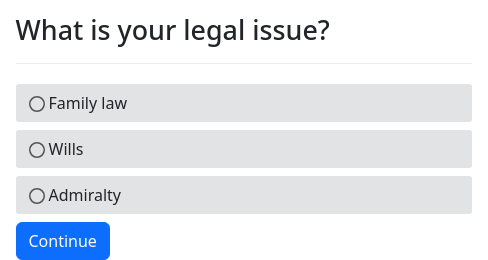 What is your legal issue?
Family law
Wills
Admiralty
Continue